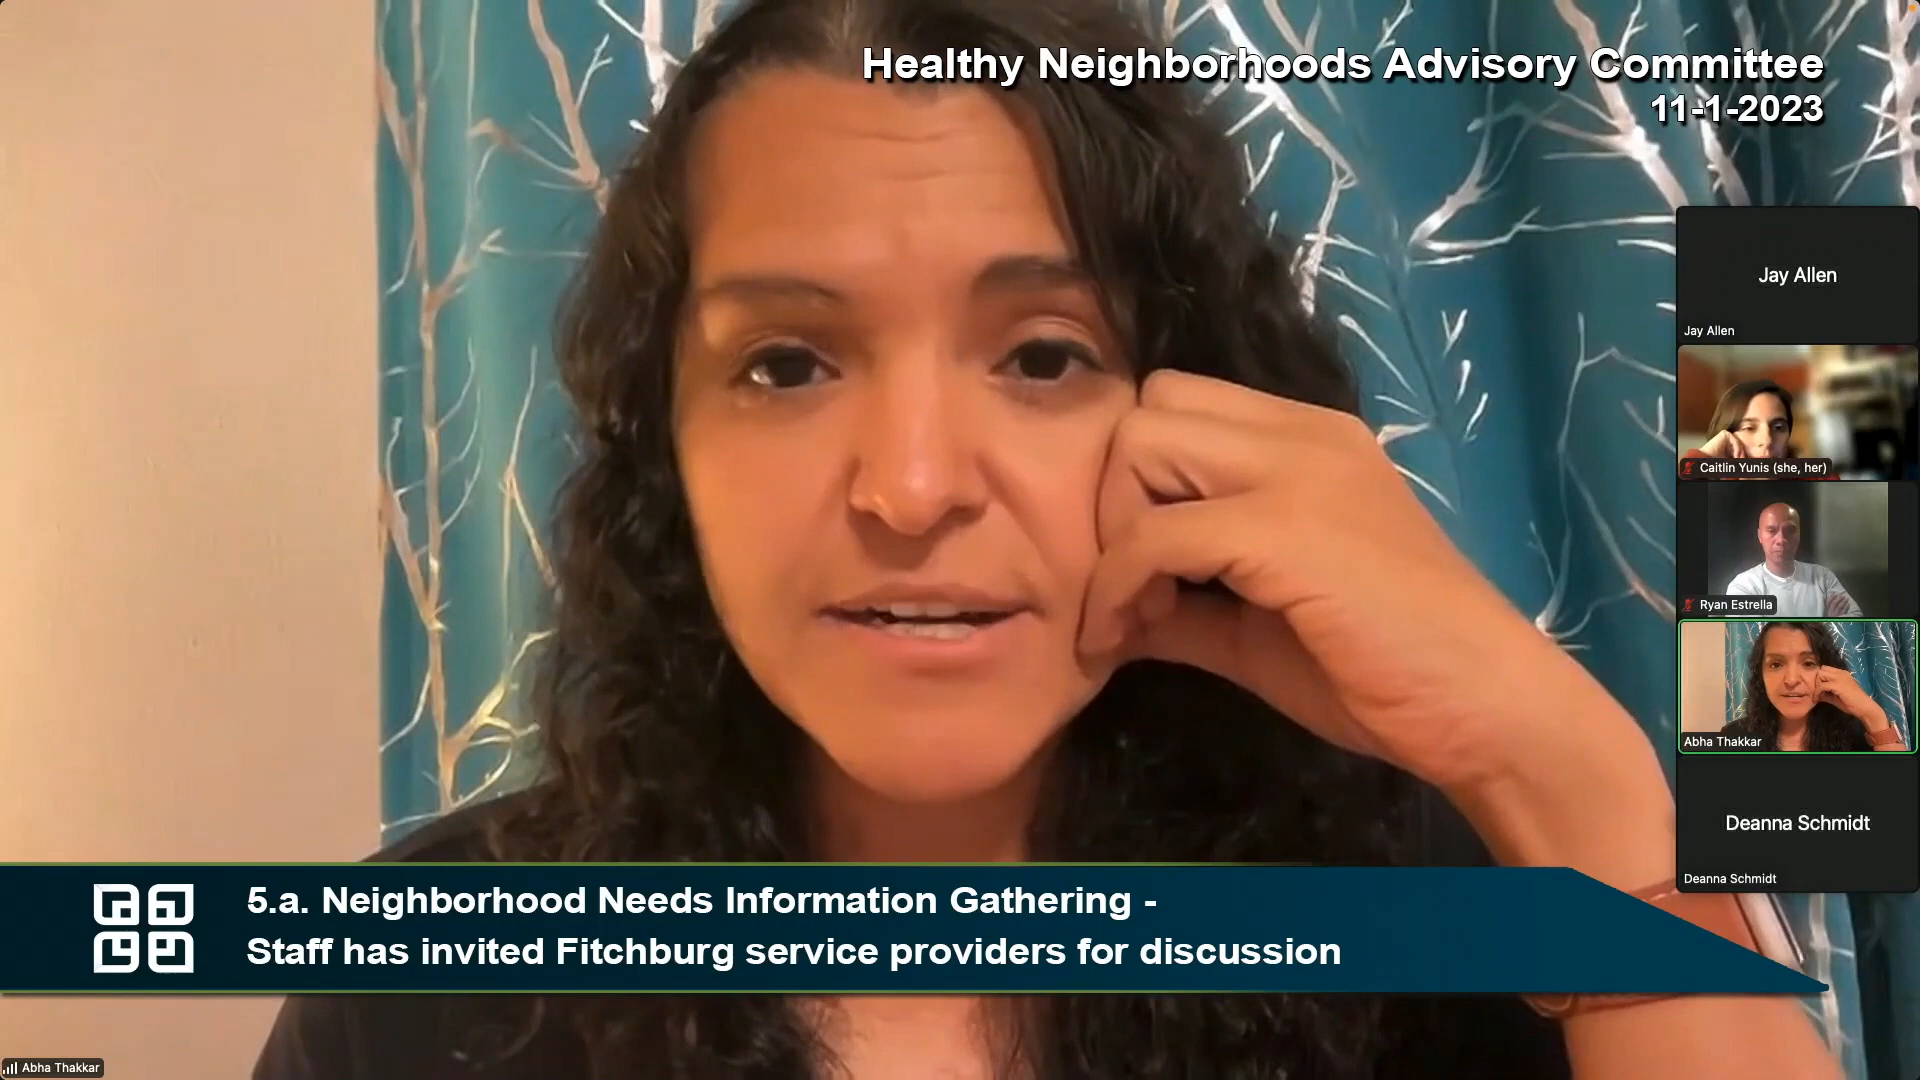 Healthy Neighborhoods Advisory Committee
11-1-2023
Jay Allen
Jay Allen
Caitlin Yunis (she, her)
Ryan Estrella
Abha Thakkar
Deanna Schmidt
Deanna Schmidt
5.a. Neighborhood Needs Information Gathering -
Staff has invited Fitchburg service providers for discussion
Abha Thakkar